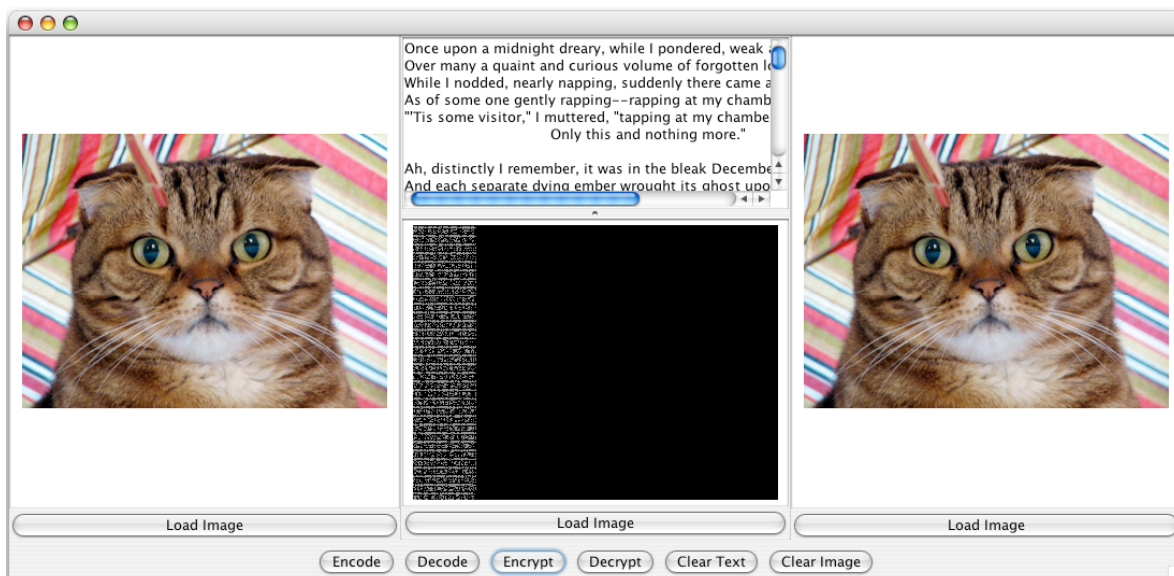 Once upon a midnight dreary, while I pondered, weak
Over many a quaint and curious volume of forgotten
While I nodded, nearly napping, suddenly there came a
As of some one gently rapping--rapping at my chamb
"'Tis some visitor," I muttered, "tapping at my chambe
Only this and nothing more."
Ah, distinctly I remember, it was in the bleak Decembe
And each separate dying ember wrought its ghost upo
Load Image
Load Image
Load Image
Encode
Decode
Encrypt
Decrypt
Clear Text
Clear Image